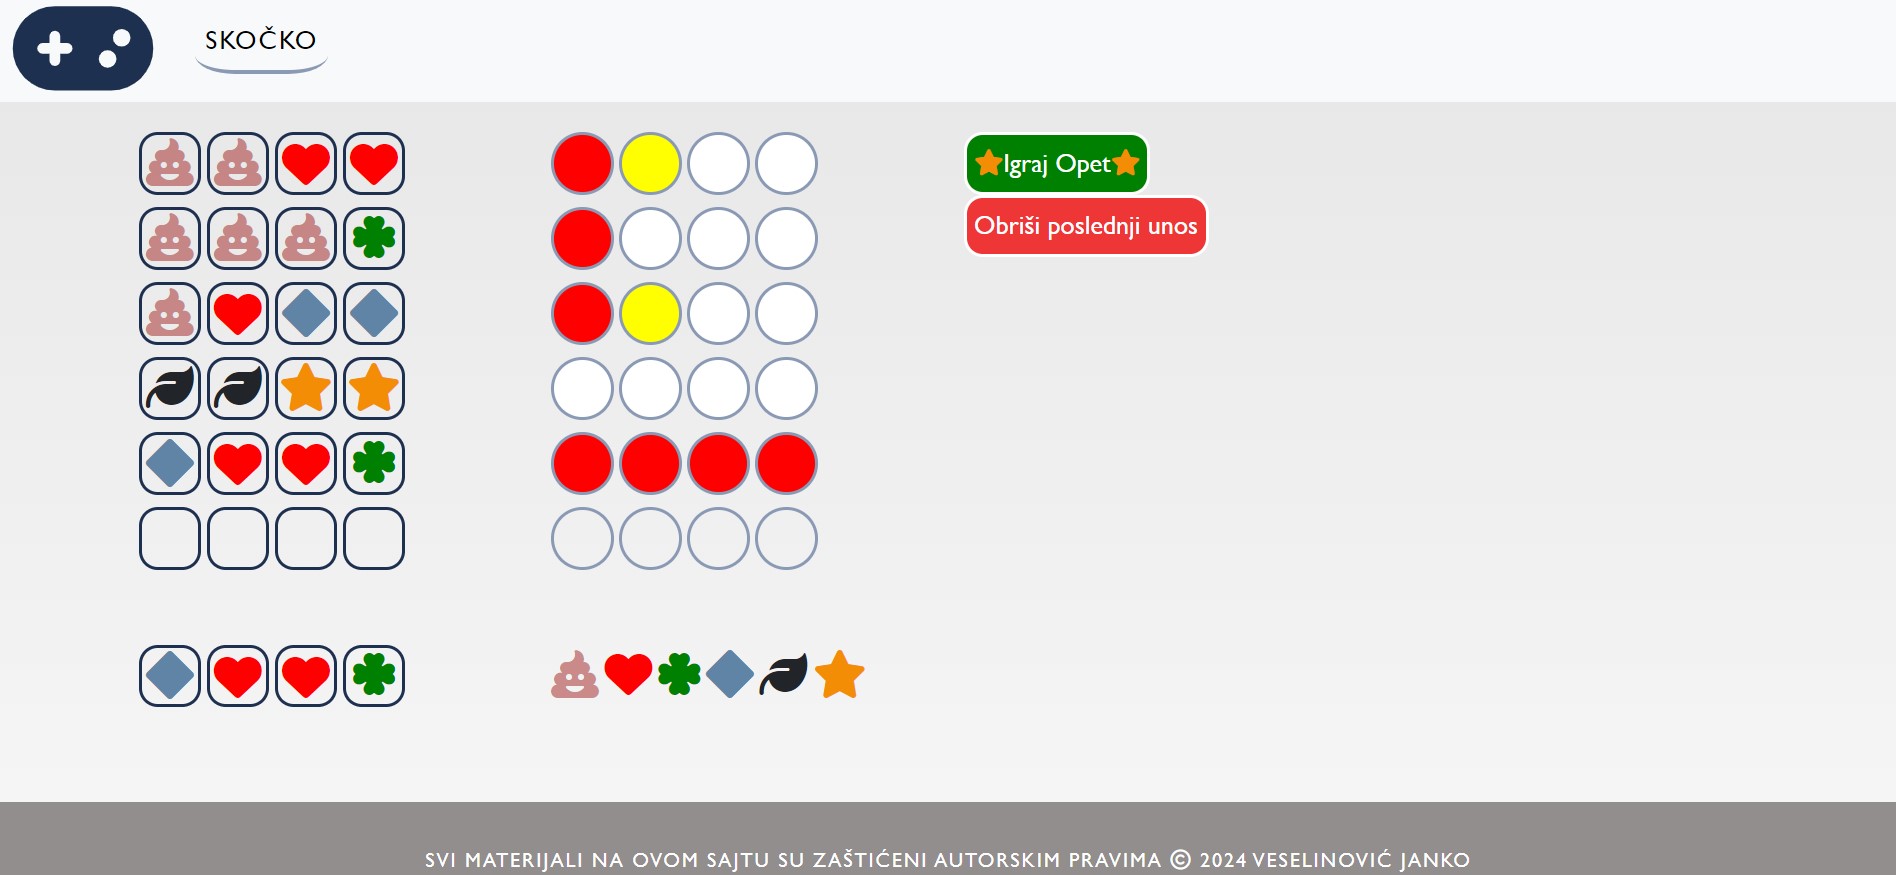 SKOČKO
Igraj Opet
Obriši poslednji unos
SVI MATERIJALI NA OVOM SAJTU SU ZAŠTIĆENI AUTORSKIM PRAVIMA © 2024 VESELINOVIĆ JANKO